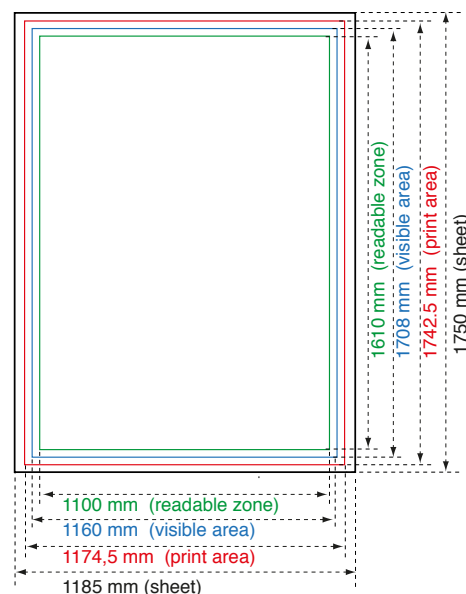 1610 mm (readable zone)
1708 mm (visible area)
1742.5 mm (print area)
1750 mm (sheet)
1100 mm (readable zone)
1160 mm (visible area)
1174,5 mm (print area)
1185 mm (sheet)